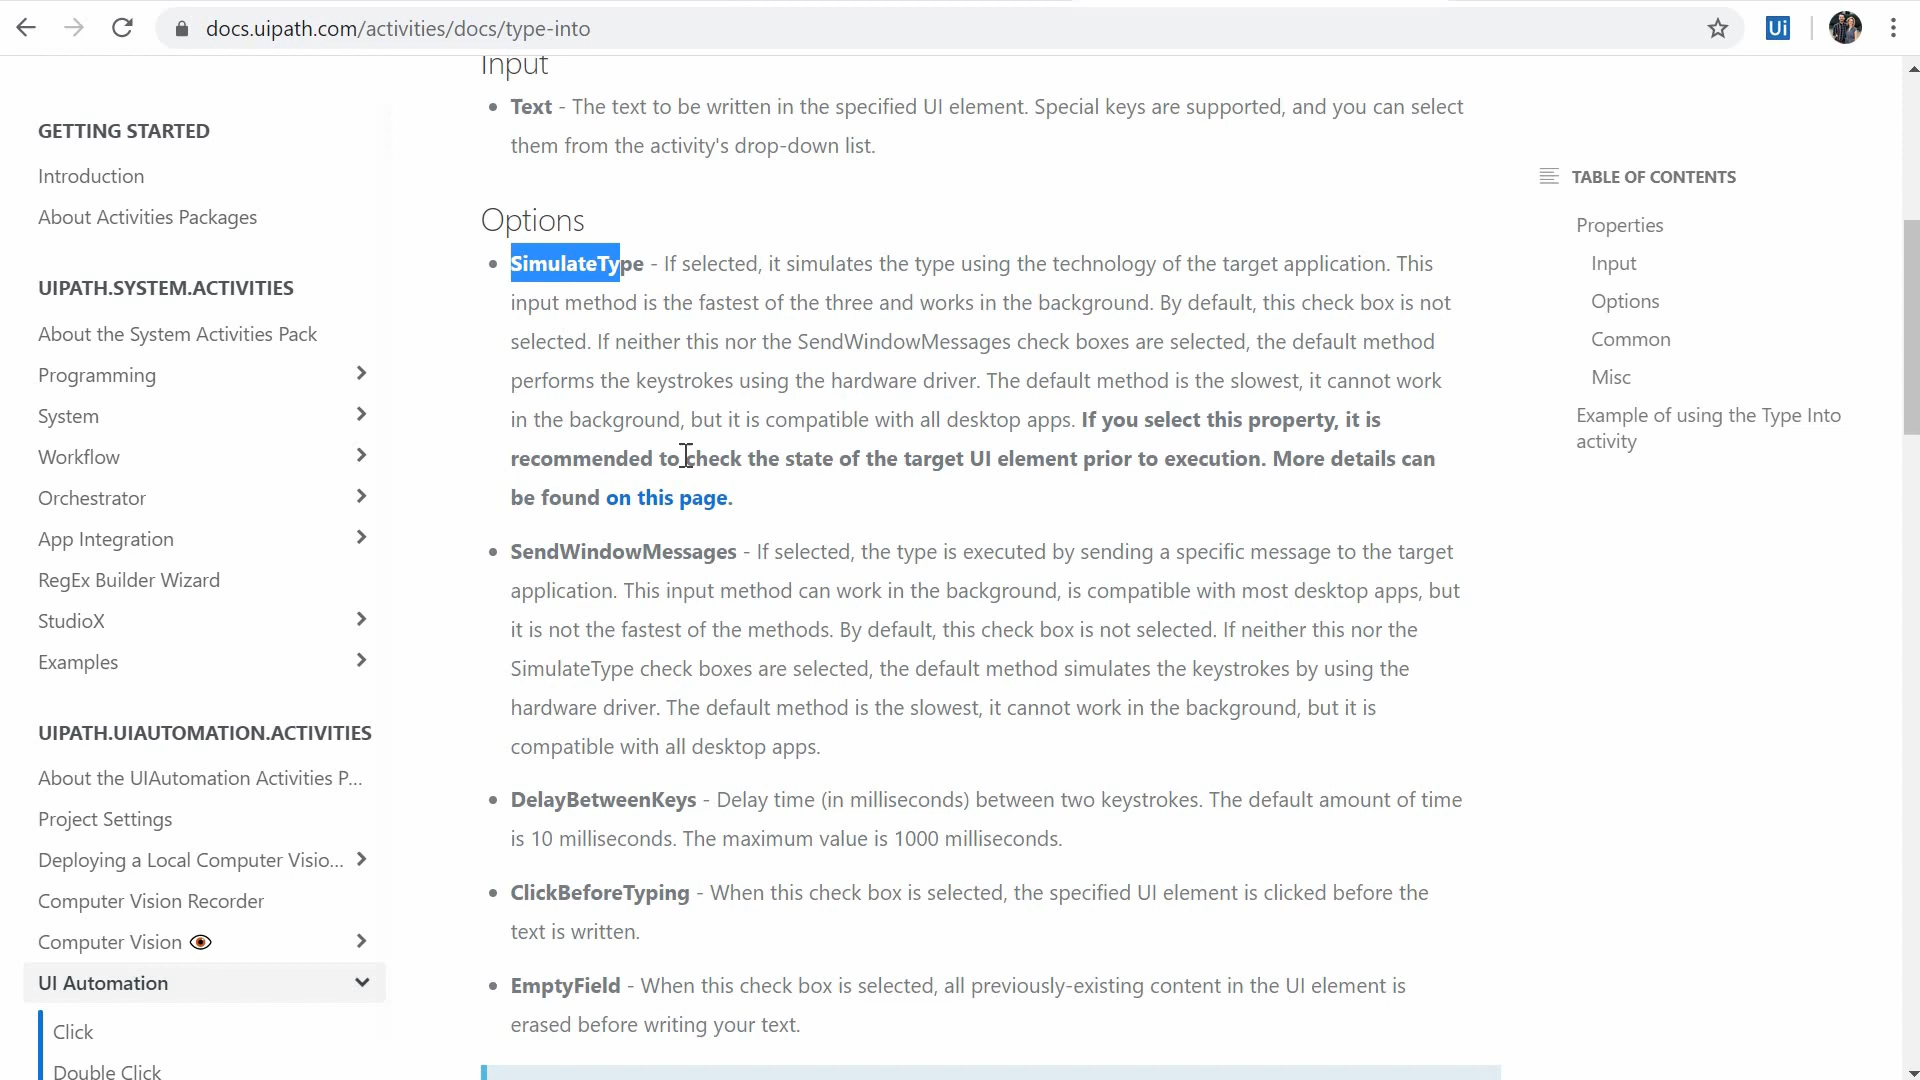 docs.uipath.com/activities/docs/type-into
Ui
GETTING STARTED
Introduction
About Activities Packages
UIPATH.SYSTEM.ACTIVITIES
About the System Activities Pack
Programming
System
Workflow
Orchestrator
App Integration
RegEx Builder Wizard
StudioX
Examples
UIPATH.UIAUTOMATION.ACTIVITIES
About the UIAutomation Activities P...
Project Settings
Deploying a Local Computer Visio...
Computer Vision Recorder
Computer Vision
UI Automation
Click
Double Click
Input
Text - The text to be written in the specified UI element. Special keys are supported, and you can select
them from the activity's drop-down list.
Options
SimulateType - If selected, it simulates the type using the technology of the target application. This
input method is the fastest of the three and works in the background. By default, this check box is not
selected. If neither this nor the SendWindowMessages check boxes are selected, the default method
performs the keystrokes using the hardware driver. The default method is the slowest, it cannot work
in the background, but it is compatible with all desktop apps. If you select this property, it is
recommended to check the state of the target UI element prior to execution. More details can
be found on this page.
SendWindowMessages - If selected, the type is executed by sending a specific message to the target
application. This input method can work in the background, is compatible with most desktop apps, but
it is not the fastest of the methods. By default, this check box is not selected. If neither this nor the
SimulateType check boxes are selected, the default method simulates the keystrokes by using the
hardware driver. The default method is the slowest, it cannot work in the background, but it is
compatible with all desktop apps.
DelayBetweenKeys - Delay time (in milliseconds) between two keystrokes. The default amount of time
is 10 milliseconds. The maximum value is 1000 milliseconds.
ClickBeforeTyping - When this check box is selected, the specified UI element is clicked before the
text is written.
EmptyField - When this check box is selected, all previously-existing content in the UI element is
erased before writing your text.
TABLE OF CONTENTS
Properties
Input
Options
Common
Misc
Example of using the Type Into
activity